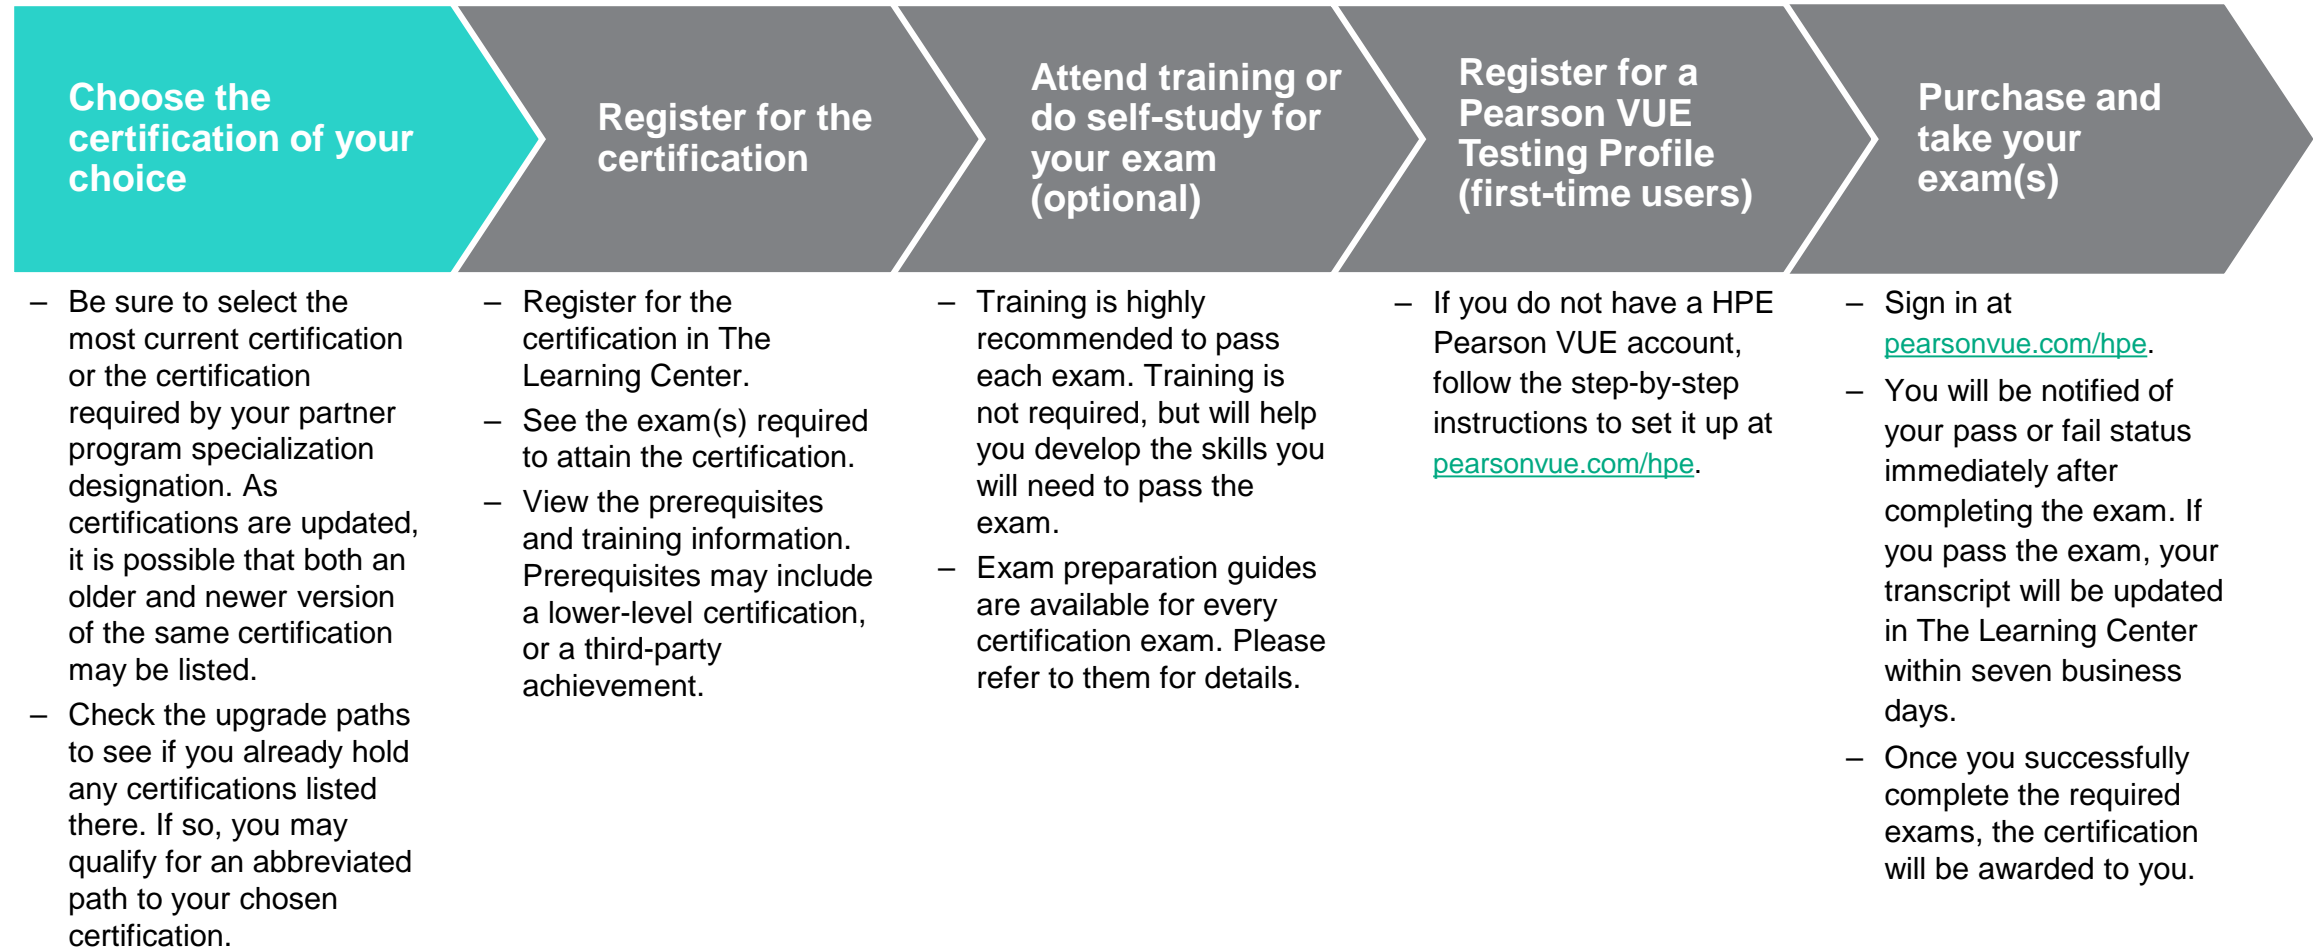 Choose the
certification of your
choice
Register for the
certification
Attend training or
do self-study for
your exam
(optional)
Register for a
Pearson VUE
Testing Profile
(first-time users)
Purchase and
take your
exam(s)
– Be sure to select the
most current certification
or the certification
required by your partner
program specialization
designation. As
certifications are updated,
it is possible that both an
older and newer version
of the same certification
may be listed.
– Check the upgrade paths
to see if you already hold
any certifications listed
there. If so, you may
qualify for an abbreviated
path to your chosen
certification.
– Register for the
certification in The
Learning Center.
– See the exam(s) required
to attain the certification.
– View the prerequisites
and training information.
Prerequisites may include
a lower-level certification,
or a third-party
achievement.
– Training is highly
recommended to pass
each exam. Training is
not required, but will help
you develop the skills you
will need to pass the
exam.
– Exam preparation guides
are available for every
certification exam. Please
refer to them for details.
– If you do not have a HPE
Pearson VUE account,
follow the step-by-step
instructions to set it up at
pearsonvue.com/hpe.
– Sign in at
pearsonvue.com/hpe.
– You will be notified of
your pass or fail status
immediately after
completing the exam. If
you pass the exam, your
transcript will be updated
in The Learning Center
within seven business
days.
– Once you successfully
complete the required
exams, the certification
will be awarded to you.